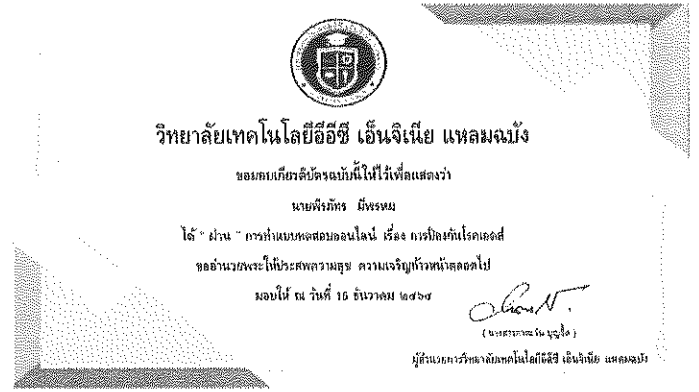 วิทยาลัยเทคโนโลยีอีอีซี เอ็นจิเนีย แหลมฉบัง
ขอมอบเกียรติบัตรฉบับนี้ให้ไว้เพื่อแสดงว่า
นายพีรภัทร มีพรหม
ได้ " ผ่าน " การทำแบบทดสอบออนไลน์ เรื่อง การป้องกันโรคเอดส์
ขออำนวยพรให้ประสพความสุข ความเจริญก้าวหน้าตลอดไป
มอบให้ ณ วันที่ 16 ธันวาคม ๒๕๖๔
ผู้อำนวยการวิทยาลัยเทคโนโลยีอีอีซี เอ็นจิเนีย แหลมฉบัง